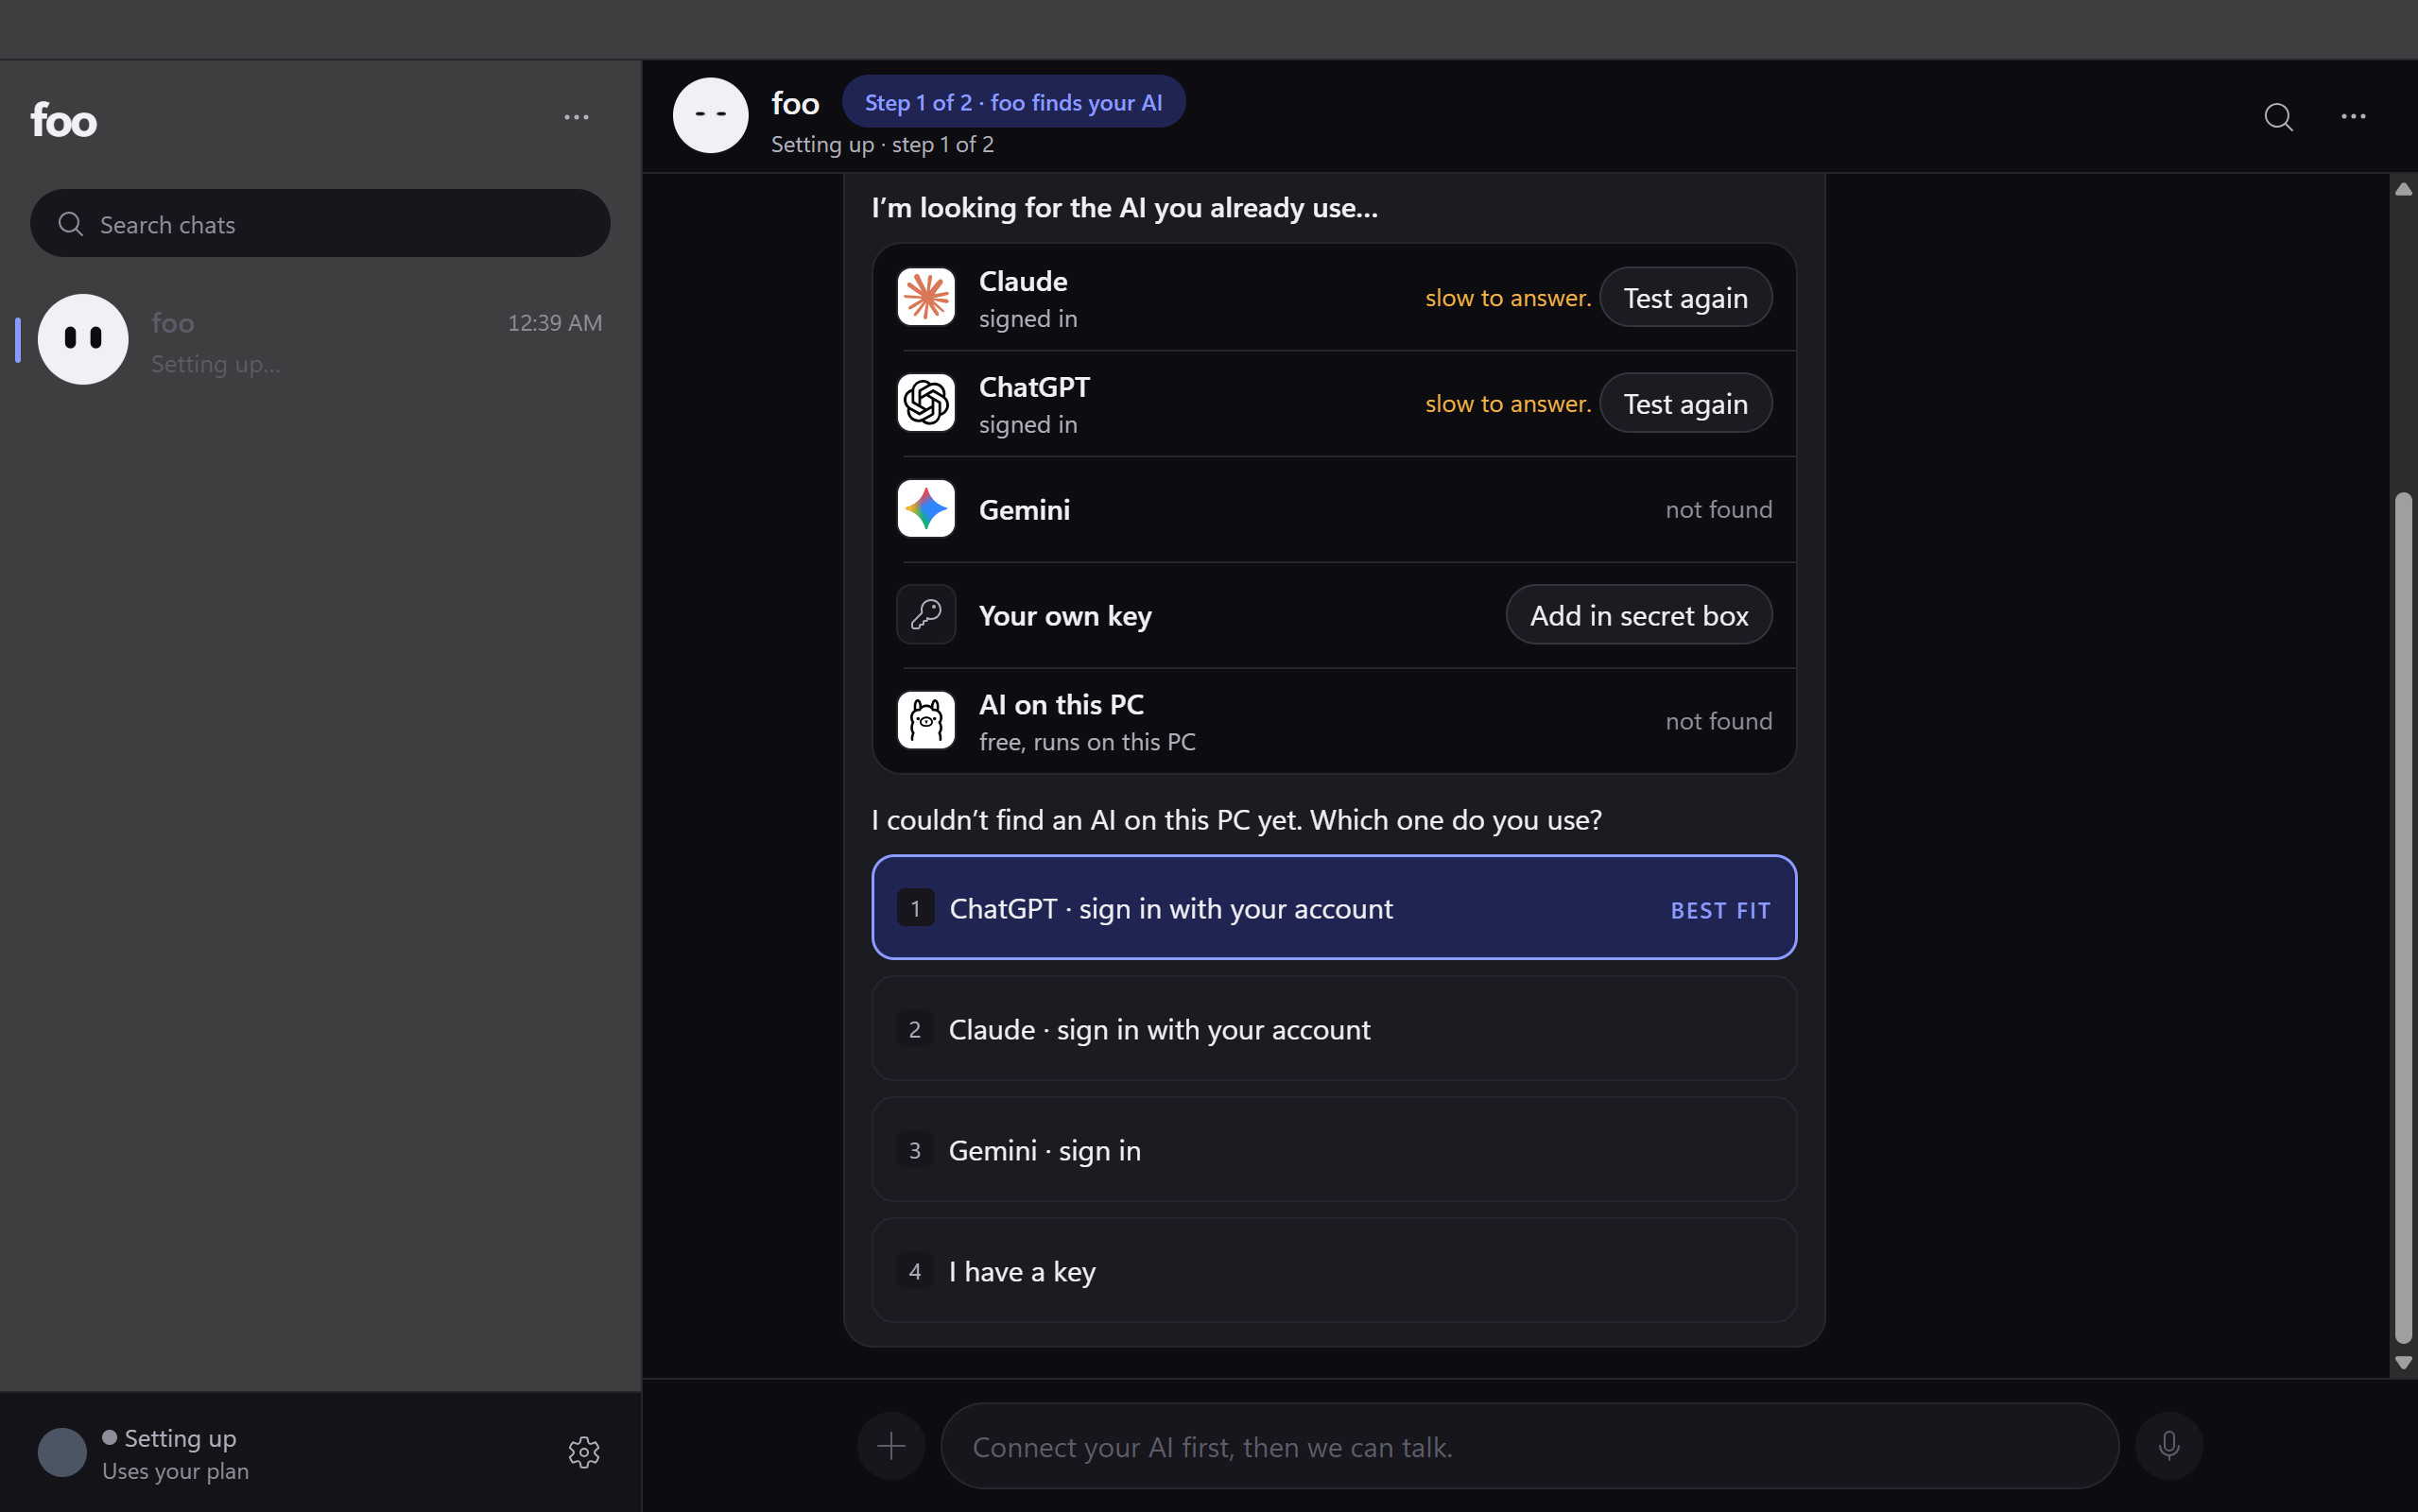 foo
Search chats
foo
12:39 AM
Setting up...
Setting up
Uses your plan
foo
Step 1 of 2 · foo finds your AI
Setting up · step 1 of 2
I’m looking for the AI you already use...
Claude
signed in
slow to answer.
Test again
ChatGPT
signed in
slow to answer.
Test again
Gemini
not found
Your own key
Add in secret box
AI on this PC
free, runs on this PC
not found
I couldn’t find an AI on this PC yet. Which one do you use?
1 ChatGPT · sign in with your account BEST FIT
2 Claude · sign in with your account
3 Gemini · sign in
4 I have a key
Connect your AI first, then we can talk.